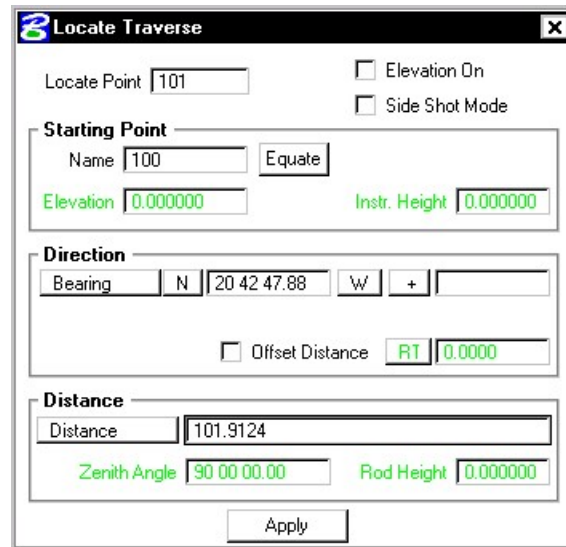 Locate Traverse
Locate Point 101
Elevation On
Side Shot Mode
Starting Point
Name 100 Equate
Elevation 0.000000 Instr. Height 0.000000
Direction
Bearing N 20 42 47.88 W +
Offset Distance RT 0.0000
Distance
Distance 101.9124
Zenith Angle 90 00 00.00 Rod Height 0.000000
Apply